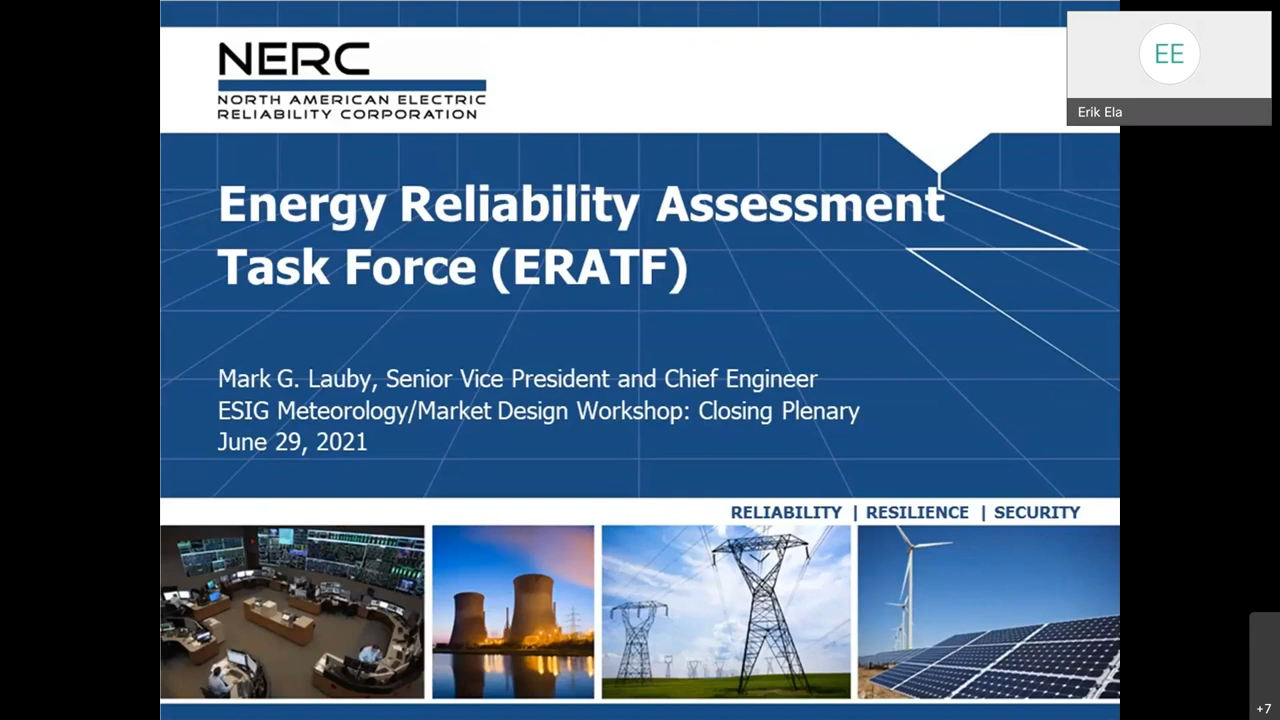 NERC
NORTH AMERICAN ELECTRIC
RELIABILITY CORPORATION
EE
Erik Ela
Energy Reliability Assessment
Task Force (ERATF)
Mark G. Lauby, Senior Vice President and Chief Engineer
ESIG Meteorology/Market Design Workshop: Closing Plenary
June 29, 2021
RELIABILITY | RESILIENCE | SECURITY
+7